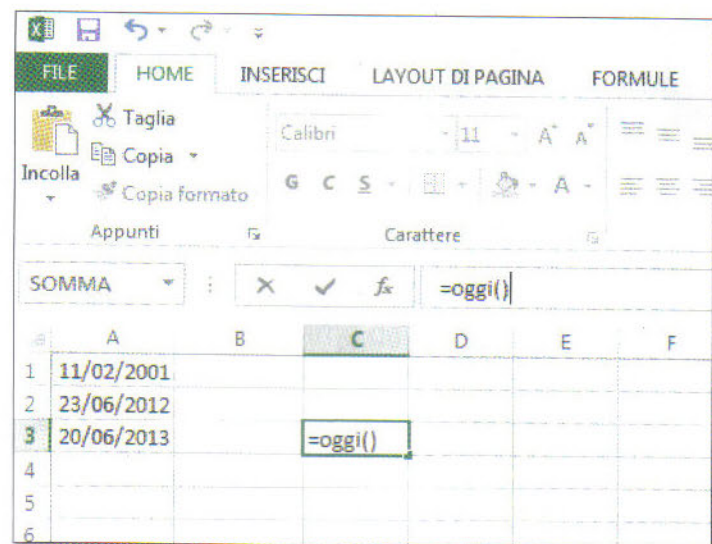 FILE HOME INSERISCI LAYOUT DI PAGINA FORMULE
Taglia
Copia
Incolla
Copia formato
Appunti
Calibri 11 A A
G C S A
Carattere
SOMMA fx =oggi()
A B C D E F
1 11/02/2001
2 23/06/2012
3 20/06/2013 =oggi()
4
5
6